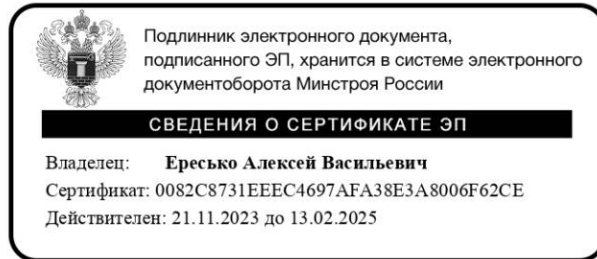 Подлинник электронного документа,
подписанного ЭП, хранится в системе электронного
документооборота Минстроя России
СВЕДЕНИЯ О СЕРТИФИКАТЕ ЭП
Владелец: Ересько Алексей Васильевич
Сертификат: 0082C8731EEEC4697AFA38E3A8006F62CE
Действителен: 21.11.2023 до 13.02.2025